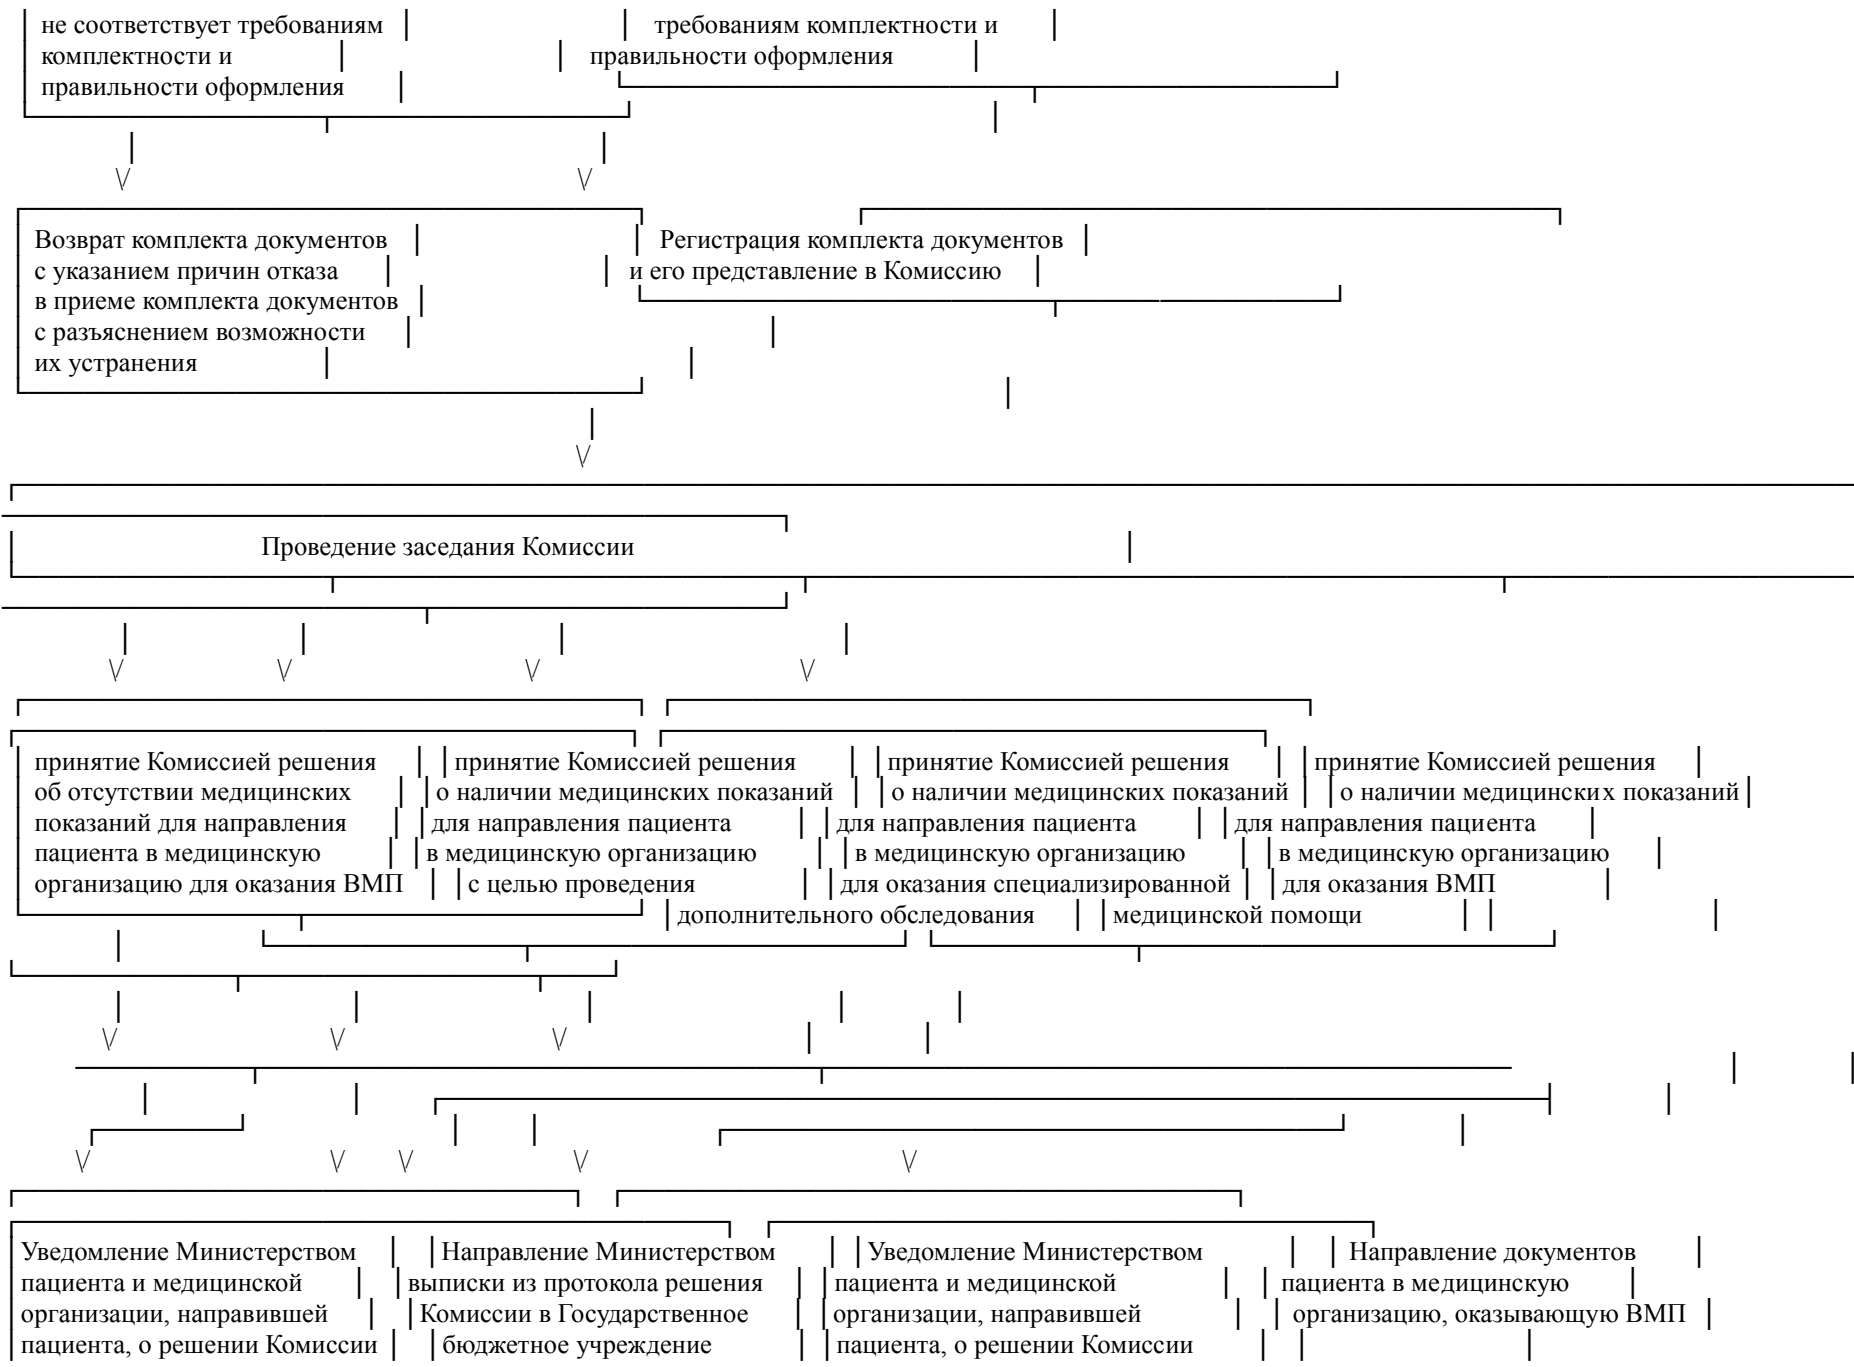 не соответствует требованиям требованиям комплектности и
комплектности и правильности оформления
правильности оформления
Возврат комплекта документов Регистрация комплекта документов
с указанием причин отказа и его представление в Комиссию
в приеме комплекта документов
с разъяснением возможности
их устранения
Проведение заседания Комиссии
принятие Комиссией решения принятие Комиссией решения принятие Комиссией решения принятие Комиссией решения
об отсутствии медицинских о наличии медицинских показаний о наличии медицинских показаний о наличии медицинских показаний
показаний для направления для направления пациента для направления пациента для направления пациента
пациента в медицинскую в медицинскую организацию в медицинскую организацию в медицинскую организацию
организацию для оказания ВМП с целью проведения для оказания специализированной для оказания ВМП
дополнительного обследования медицинской помощи
Уведомление Министерством Направление Министерством Уведомление Министерством Направление документов
пациента и медицинской выписки из протокола решения пациента и медицинской пациента в медицинскую
организации, направившей Комиссии в Государственное организации, направившей организацию, оказывающую ВМП
пациента, о решении Комиссии бюджетное учреждение пациента, о решении Комиссии